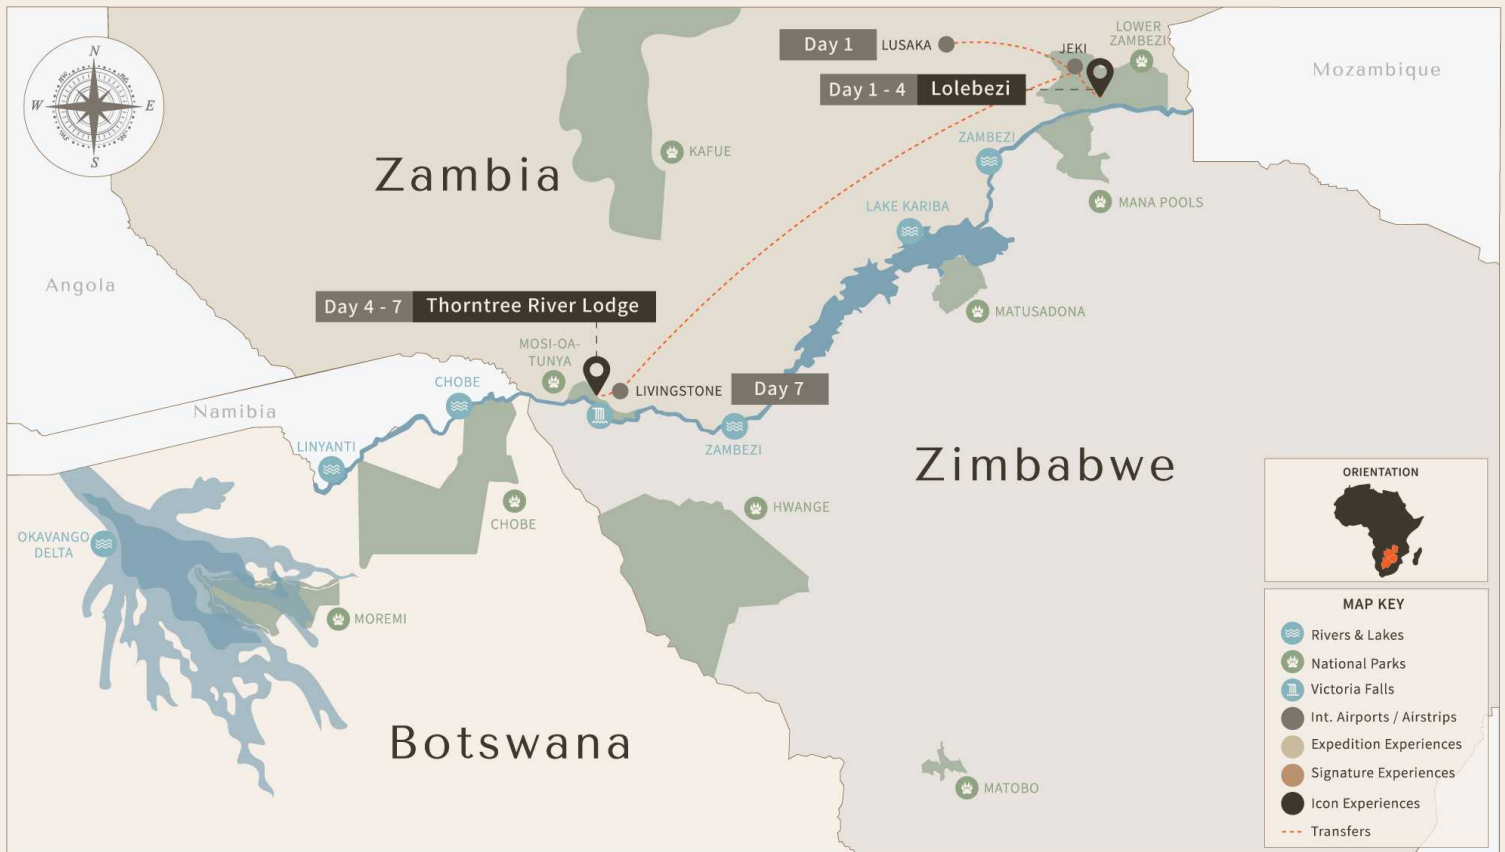 N
W
E
S
Day 1
LUSAKA
JEKI
LOWER
ZAMBEZI
Day 1 - 4
Lolebezi
Mozambique
KAFUE
Zambia
ZAMBEZI
MANA POOLS
LAKE KARIBA
Angola
Day 4 - 7
Thorntree River Lodge
MATUSADONA
MOSI-OA-
TUNYA
CHOBE
LIVINGSTONE
Day 7
Namibia
LINYANTI
ZAMBEZI
Zimbabwe
CHOBE
HWANGE
OKAVANGO
DELTA
MOREMI
Botswana
MATOBO
ORIENTATION
MAP KEY
Rivers & Lakes
National Parks
Victoria Falls
Int. Airports / Airstrips
Expedition Experiences
Signature Experiences
Icon Experiences
Transfers